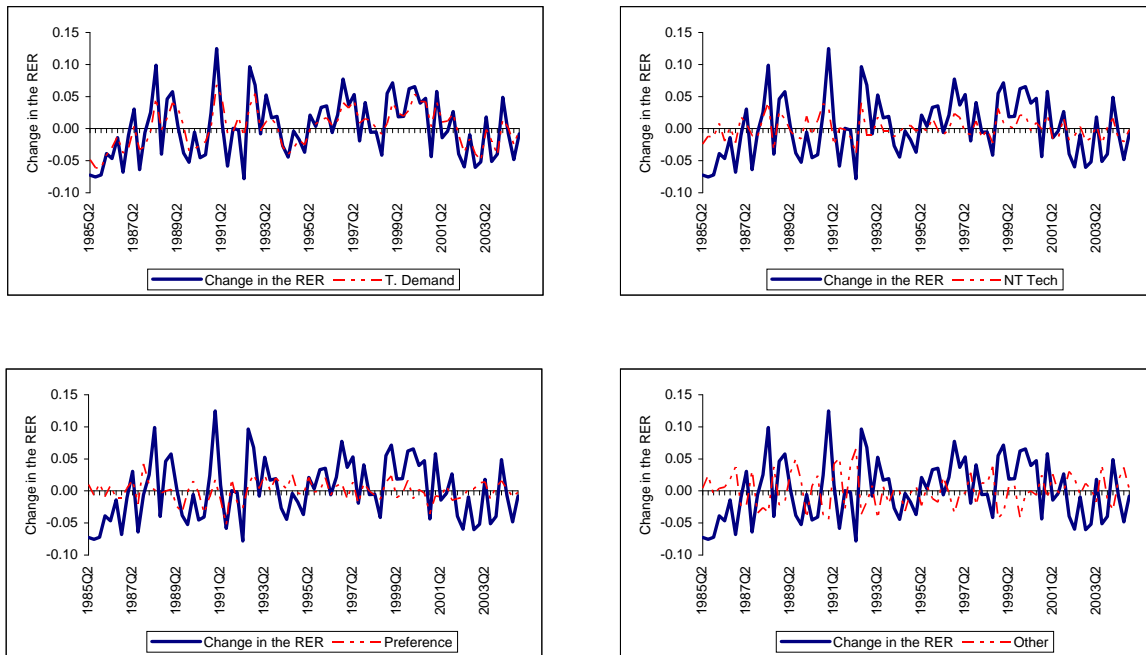 Change in the RER
0.15
0.10
0.05
0.00
-0.05
-0.10
1985Q2
1987Q2
1989Q2
1991Q2
1993Q2
1995Q2
1997Q2
1999Q2
2001Q2
2003Q2
Change in the RER T. Demand
Change in the RER
0.15
0.10
0.05
0.00
-0.05
-0.10
1985Q2
1987Q2
1989Q2
1991Q2
1993Q2
1995Q2
1997Q2
1999Q2
2001Q2
2003Q2
Change in the RER NT Tech
Change in the RER
0.15
0.10
0.05
0.00
-0.05
-0.10
1985Q2
1987Q2
1989Q2
1991Q2
1993Q2
1995Q2
1997Q2
1999Q2
2001Q2
2003Q2
Change in the RER Preference
Change in the RER
0.15
0.10
0.05
0.00
-0.05
-0.10
1985Q2
1987Q2
1989Q2
1991Q2
1993Q2
1995Q2
1997Q2
1999Q2
2001Q2
2003Q2
Change in the RER Other